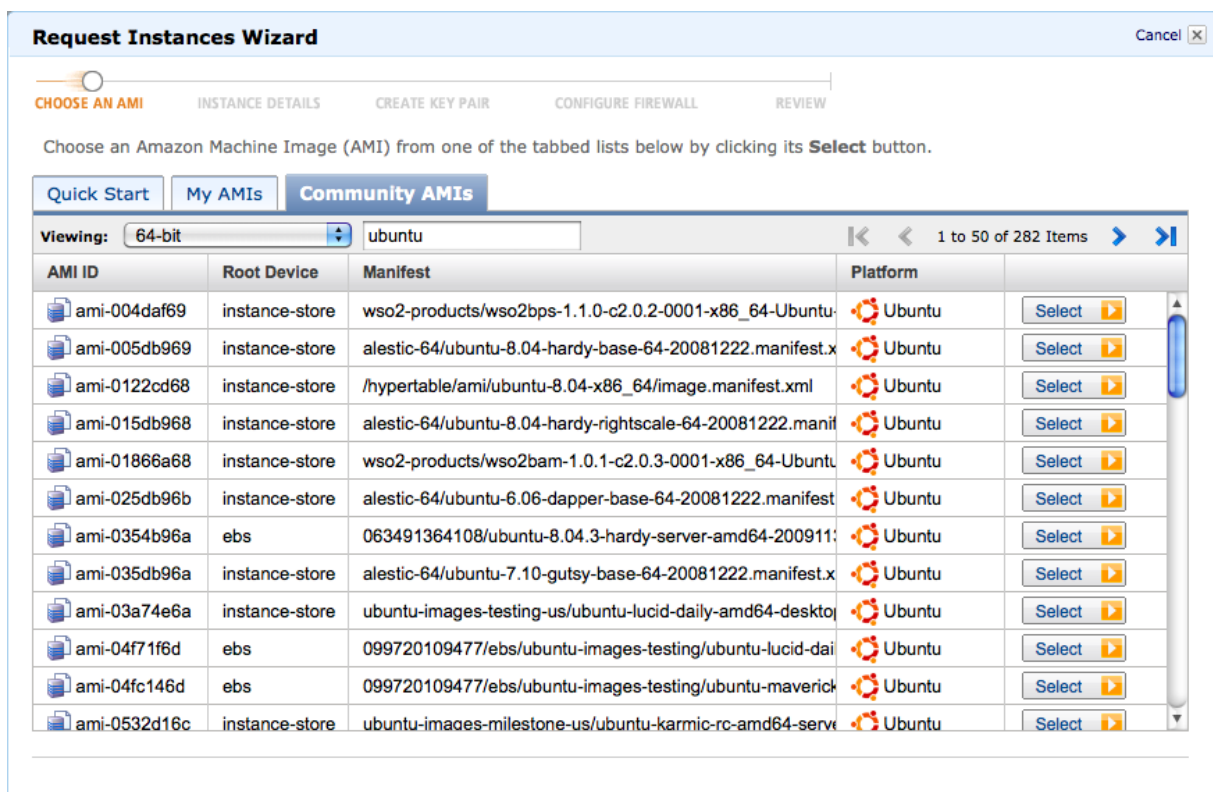 Request Instances Wizard Cancel
CHOOSE AN AMI INSTANCE DETAILS CREATE KEY PAIR CONFIGURE FIREWALL REVIEW
Choose an Amazon Machine Image (AMI) from one of the tabbed lists below by clicking its Select button.
Quick Start My AMIs Community AMIs
Viewing: 64-bit ubuntu 1 to 50 of 282 Items
AMI ID Root Device Manifest Platform
ami-004daf69 instance-store wso2-products/wso2bps-1.1.0-c2.0.2-0001-x86_64-Ubuntu- Ubuntu Select
ami-005db969 instance-store alestic-64/ubuntu-8.04-hardy-base-64-20081222.manifest.x Ubuntu Select
ami-0122cd68 instance-store /hypertable/ami/ubuntu-8.04-x86_64/image.manifest.xml Ubuntu Select
ami-015db968 instance-store alestic-64/ubuntu-8.04-hardy-rightscale-64-20081222.manif Ubuntu Select
ami-01866a68 instance-store wso2-products/wso2bam-1.0.1-c2.0.3-0001-x86_64-Ubuntu Ubuntu Select
ami-025db96b instance-store alestic-64/ubuntu-6.06-dapper-base-64-20081222.manifest Ubuntu Select
ami-0354b96a ebs 063491364108/ubuntu-8.04.3-hardy-server-amd64-2009111 Ubuntu Select
ami-035db96a instance-store alestic-64/ubuntu-7.10-gutsy-base-64-20081222.manifest.x Ubuntu Select
ami-03a74e6a instance-store ubuntu-images-testing-us/ubuntu-lucid-daily-amd64-desktop Ubuntu Select
ami-04f71f6d ebs 099720109477/ebs/ubuntu-images-testing/ubuntu-lucid-dai Ubuntu Select
ami-04fc146d ebs 099720109477/ebs/ubuntu-images-testing/ubuntu-maverick Ubuntu Select
ami-0532d16c instance-store ubuntu-images-milestone-us/ubuntu-karmic-rc-amd64-serve Ubuntu Select